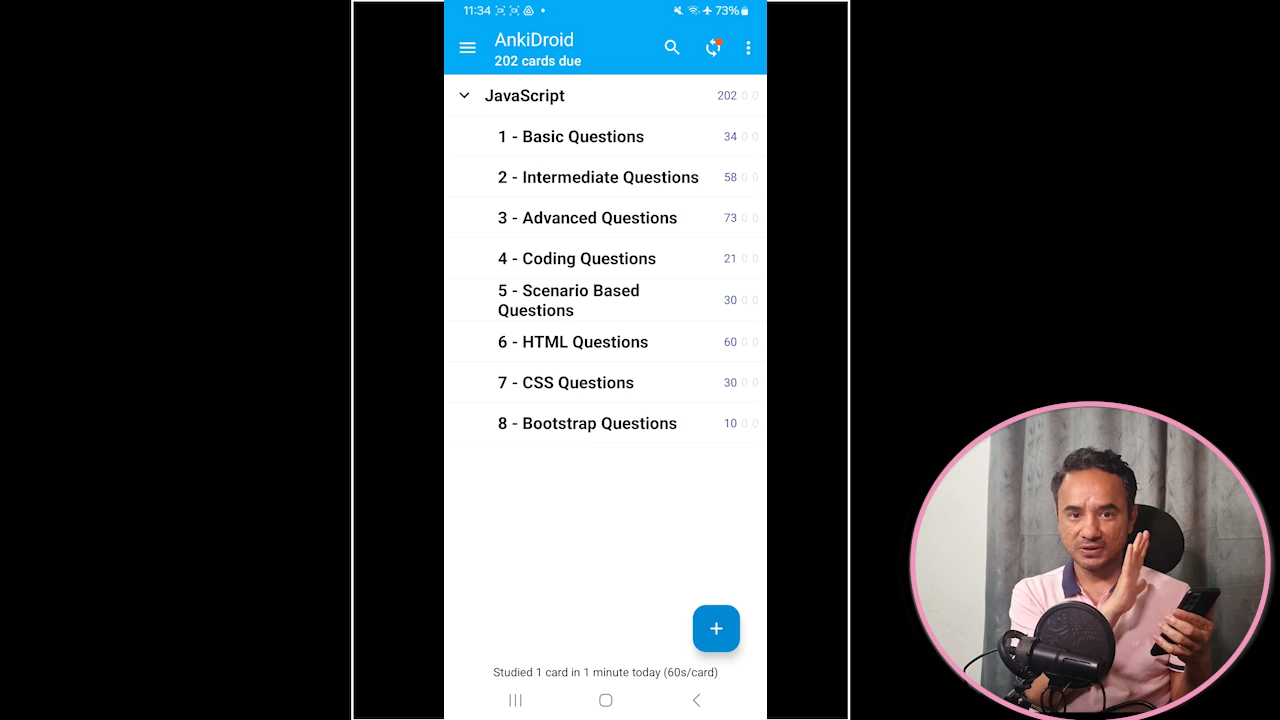 11:34 73%
AnkiDroid
202 cards due
JavaScript 202 0 0
1 - Basic Questions 34 0 0
2 - Intermediate Questions 58 0 0
3 - Advanced Questions 73 0 0
4 - Coding Questions 21 0 0
5 - Scenario Based
Questions 30 0 0
6 - HTML Questions 60 0 0
7 - CSS Questions 30 0 0
8 - Bootstrap Questions 10 0 0
Studied 1 card in 1 minute today (60s/card)